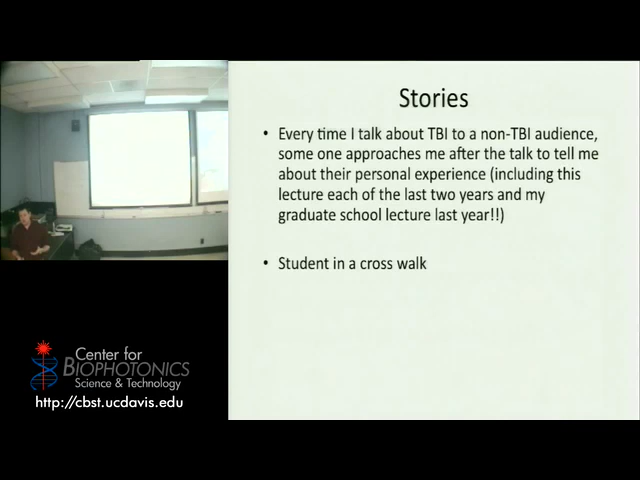 Stories
• Every time I talk about TBI to a non-TBI audience,
some one approaches me after the talk to tell me
about their personal experience (including this
lecture each of the last two years and my
graduate school lecture last year!!)
• Student in a cross walk
Center for
BIOPHOTONICS
Science & Technology
http://cbst.ucdavis.edu